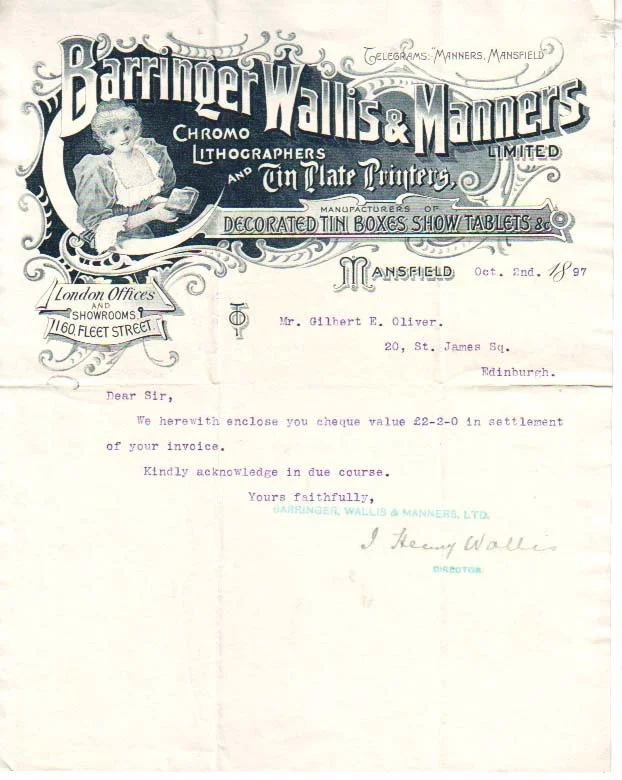 Telegrams: "Manners, Mansfield"
Barringer Wallis & Manners
LIMITED
CHROMO
LITHOGRAPHERS
AND Tin Plate Printers,
MANUFACTURERS OF
DECORATED TIN BOXES, SHOW TABLETS &c
MANSFIELD Oct. 2nd. 1897
London Offices
AND
SHOWROOMS,
160, FLEET STREET.
Mr. Gilbert E. Oliver.
20, St. James Sq.
Edinburgh.
Dear Sir,
We herewith enclose you cheque value £2-2-0 in settlement
of your invoice.
Kindly acknowledge in due course.
Yours faithfully,
BARRINGER, WALLIS & MANNERS, LTD.
J Henry Wallis
DIRECTOR.